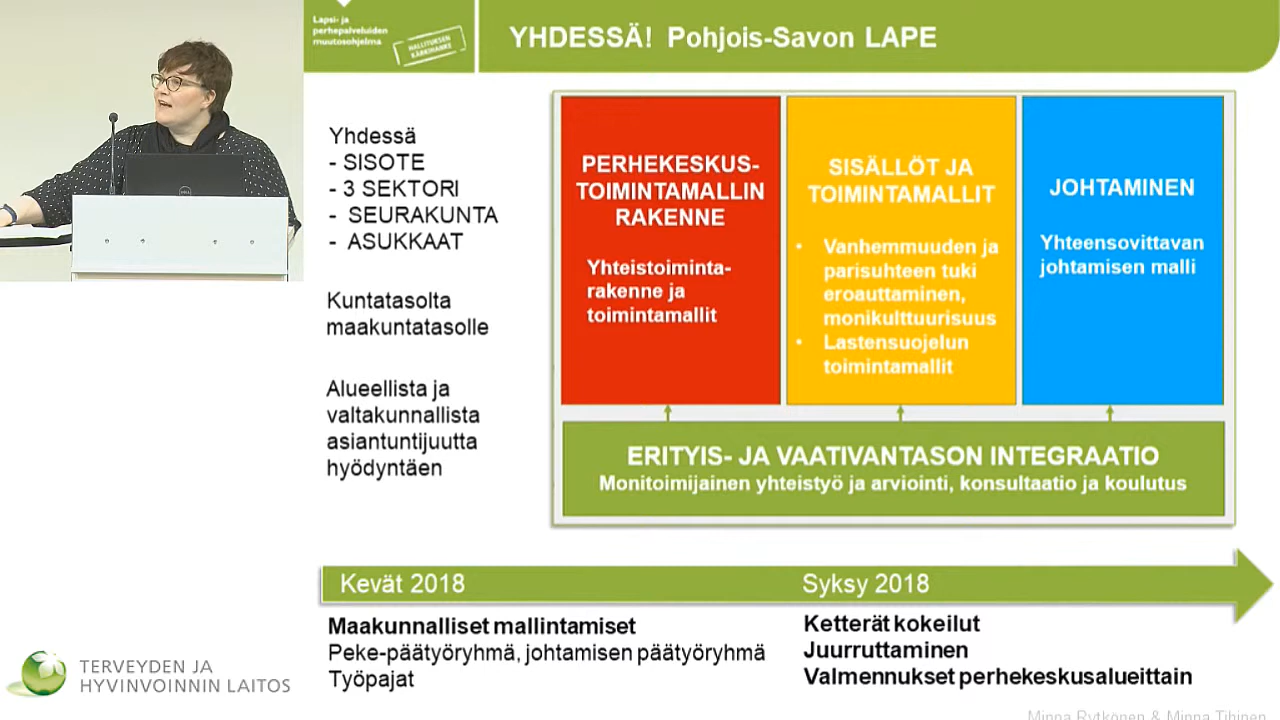 Lapsi- ja
perhepalveluiden
muutosohjelma
HALLITUKSEN
KÄRKIHANKE
YHDESSÄ! Pohjois-Savon LAPE
Yhdessä
- SISOTE
- 3 SEKTORI
- SEURAKUNTA
- ASUKKAAT
Kuntatasolta
maakuntatasolle
Alueellista ja
valtakunnallista
asiantuntijuutta
hyödyntäen
PERHEKESKUS-
TOIMINTAMALLIN
RAKENNE
Yhteistoiminta-
rakenne ja
toimintamallit
SISÄLLÖT JA
TOIMINTAMALLIT
• Vanhemmuuden ja
parisuhteen tuki
eroauttaminen,
monikulttuurisuus
• Lastensuojelun
toimintamallit
JOHTAMINEN
Yhteensovittavan
johtamisen malli
ERITYIS- JA VAATIVANTASON INTEGRAATIO
Monitoimijainen yhteistyö ja arviointi, konsultaatio ja koulutus
Kevät 2018
Syksy 2018
Maakunnalliset mallintamiset
Peke-päätyöryhmä, johtamisen päätyöryhmä
Työpajat
Ketterät kokeilut
Juurruttaminen
Valmennukset perhekeskusalueittain
TERVEYDEN JA
HYVINVOINNIN LAITOS
Minna Rytkönen & Minna Tihinen